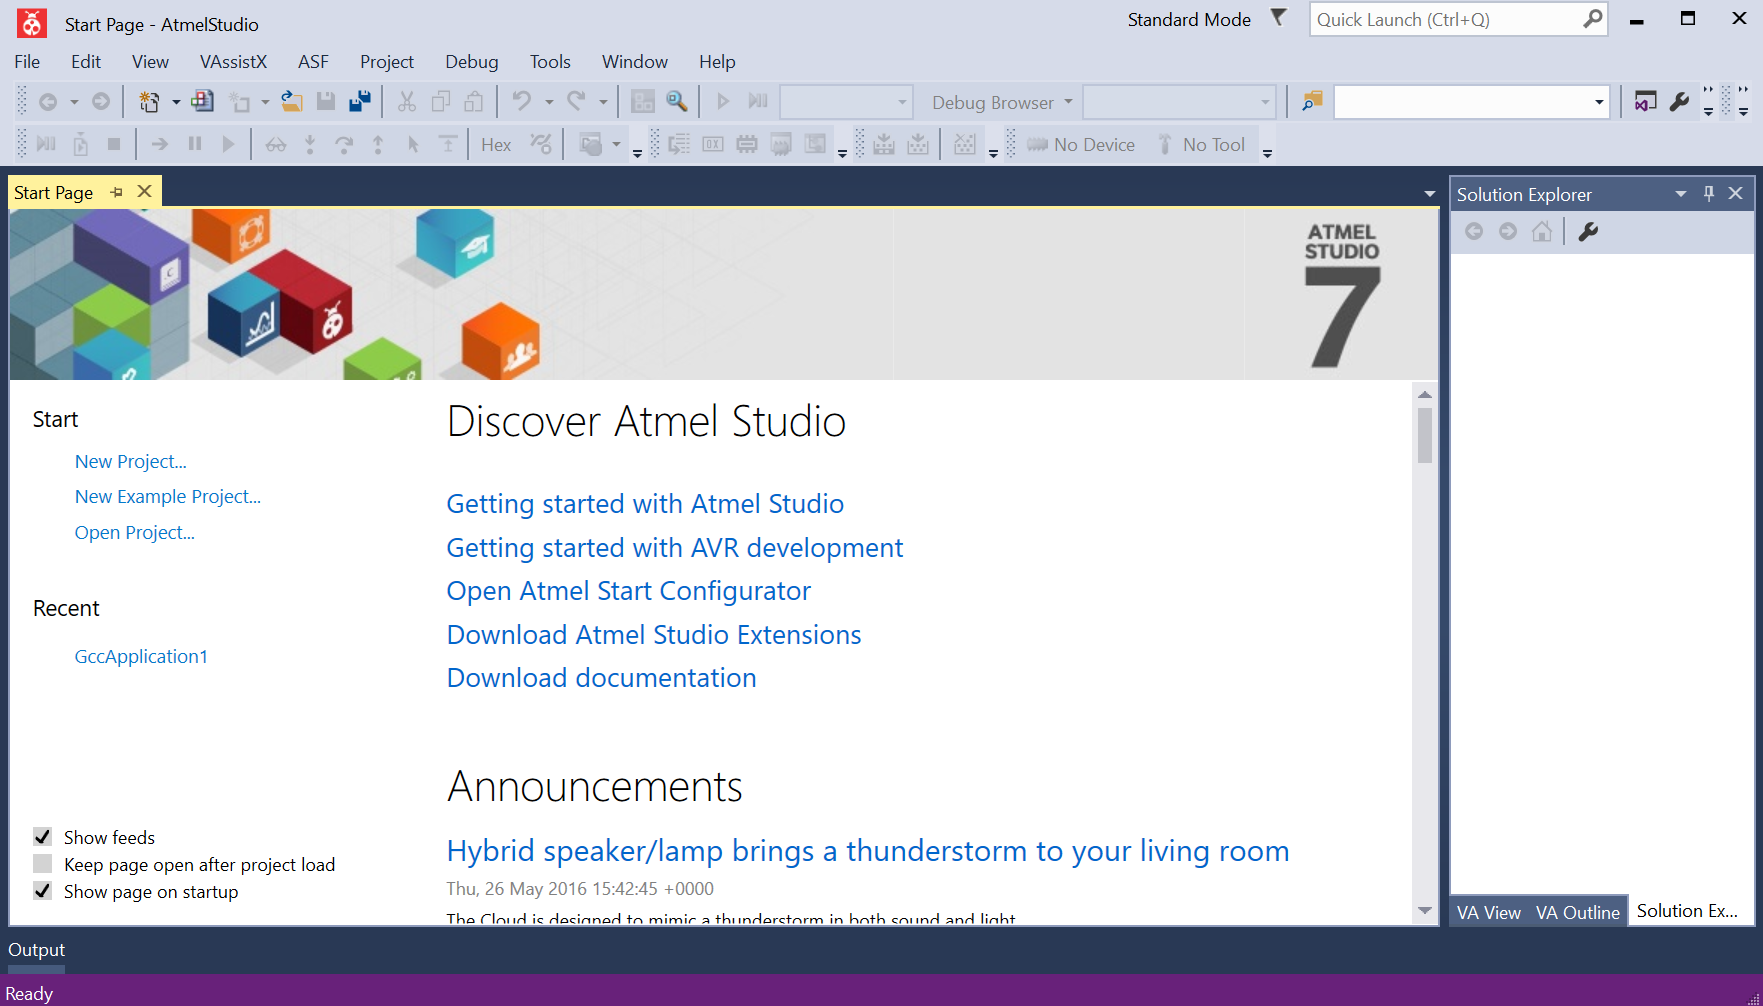 Start Page - AtmelStudio
Standard Mode
Quick Launch (Ctrl+Q)
File Edit View VAssistX ASF Project Debug Tools Window Help
Debug Browser
Hex
No Device
No Tool
Start Page
Solution Explorer
ATMEL
STUDIO
7
Start
New Project...
New Example Project...
Open Project...
Recent
GccApplication1
Show feeds
Keep page open after project load
Show page on startup
Discover Atmel Studio
Getting started with Atmel Studio
Getting started with AVR development
Open Atmel Start Configurator
Download Atmel Studio Extensions
Download documentation
Announcements
Hybrid speaker/lamp brings a thunderstorm to your living room
Thu, 26 May 2016 15:42:45 +0000
The Cloud is designed to mimic a thunderstorm in both sound and light
VA View VA Outline Solution Ex...
Output
Ready